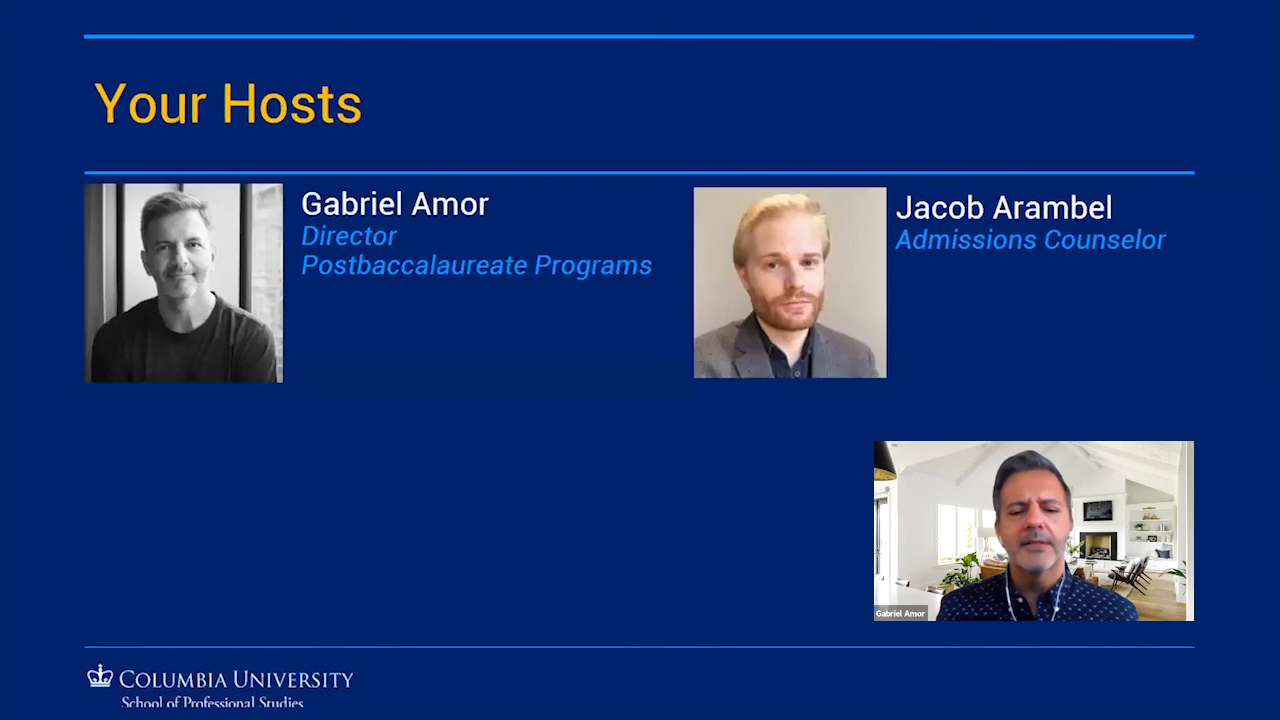 Your Hosts
Gabriel Amor
Director
Postbaccalaureate Programs
Jacob Arambel
Admissions Counselor
Gabriel Amor
COLUMBIA UNIVERSITY
School of Professional Studies